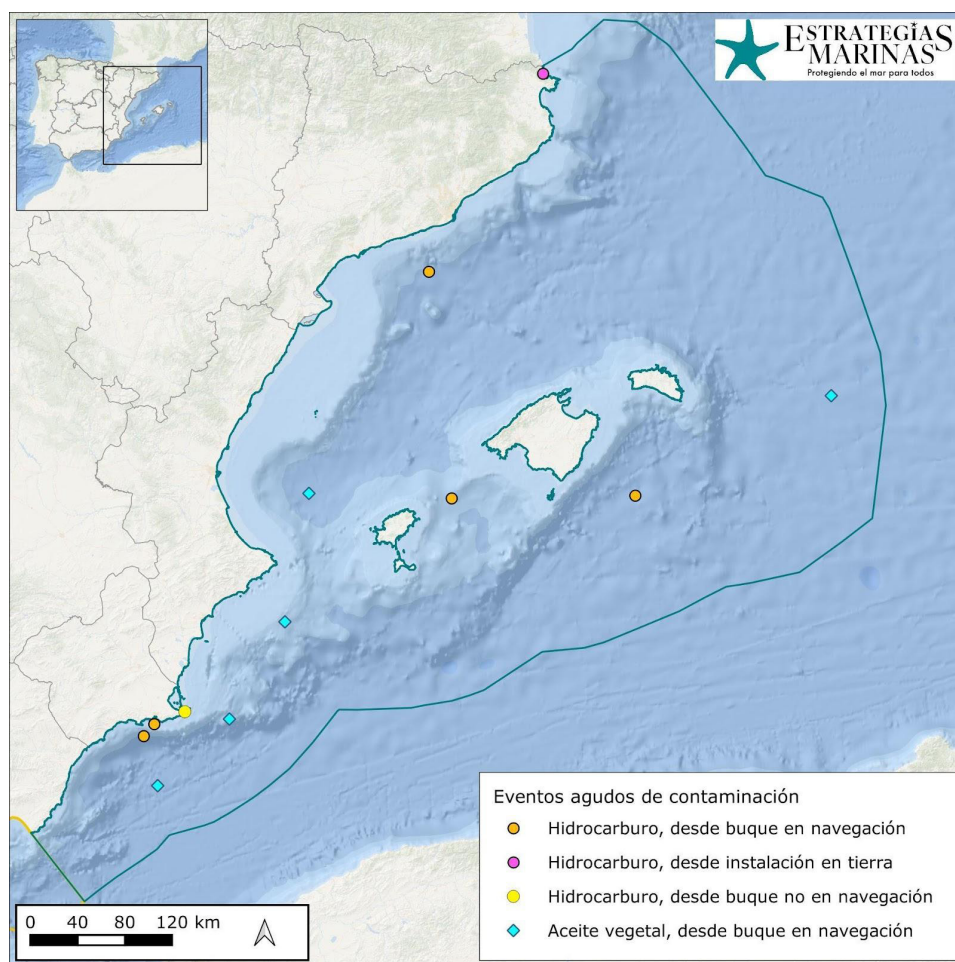 ESTRATEGIAS
MARINAS
Protegiendo el mar para todos
Eventos agudos de contaminación
Hidrocarburo, desde buque en navegación
Hidrocarburo, desde instalación en tierra
Hidrocarburo, desde buque no en navegación
Aceite vegetal, desde buque en navegación
0 40 80 120 km